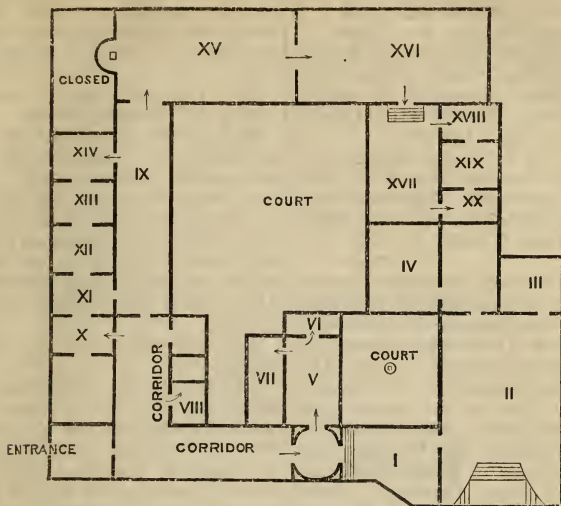 XV
XVI
CLOSED
XVIII
XIV
IX
XIX
XIII
XVII
XX
COURT
XII
IV
III
XI
X
VI
COURT
CORRIDOR
VII
V
II
VIII
ENTRANCE
CORRIDOR
I